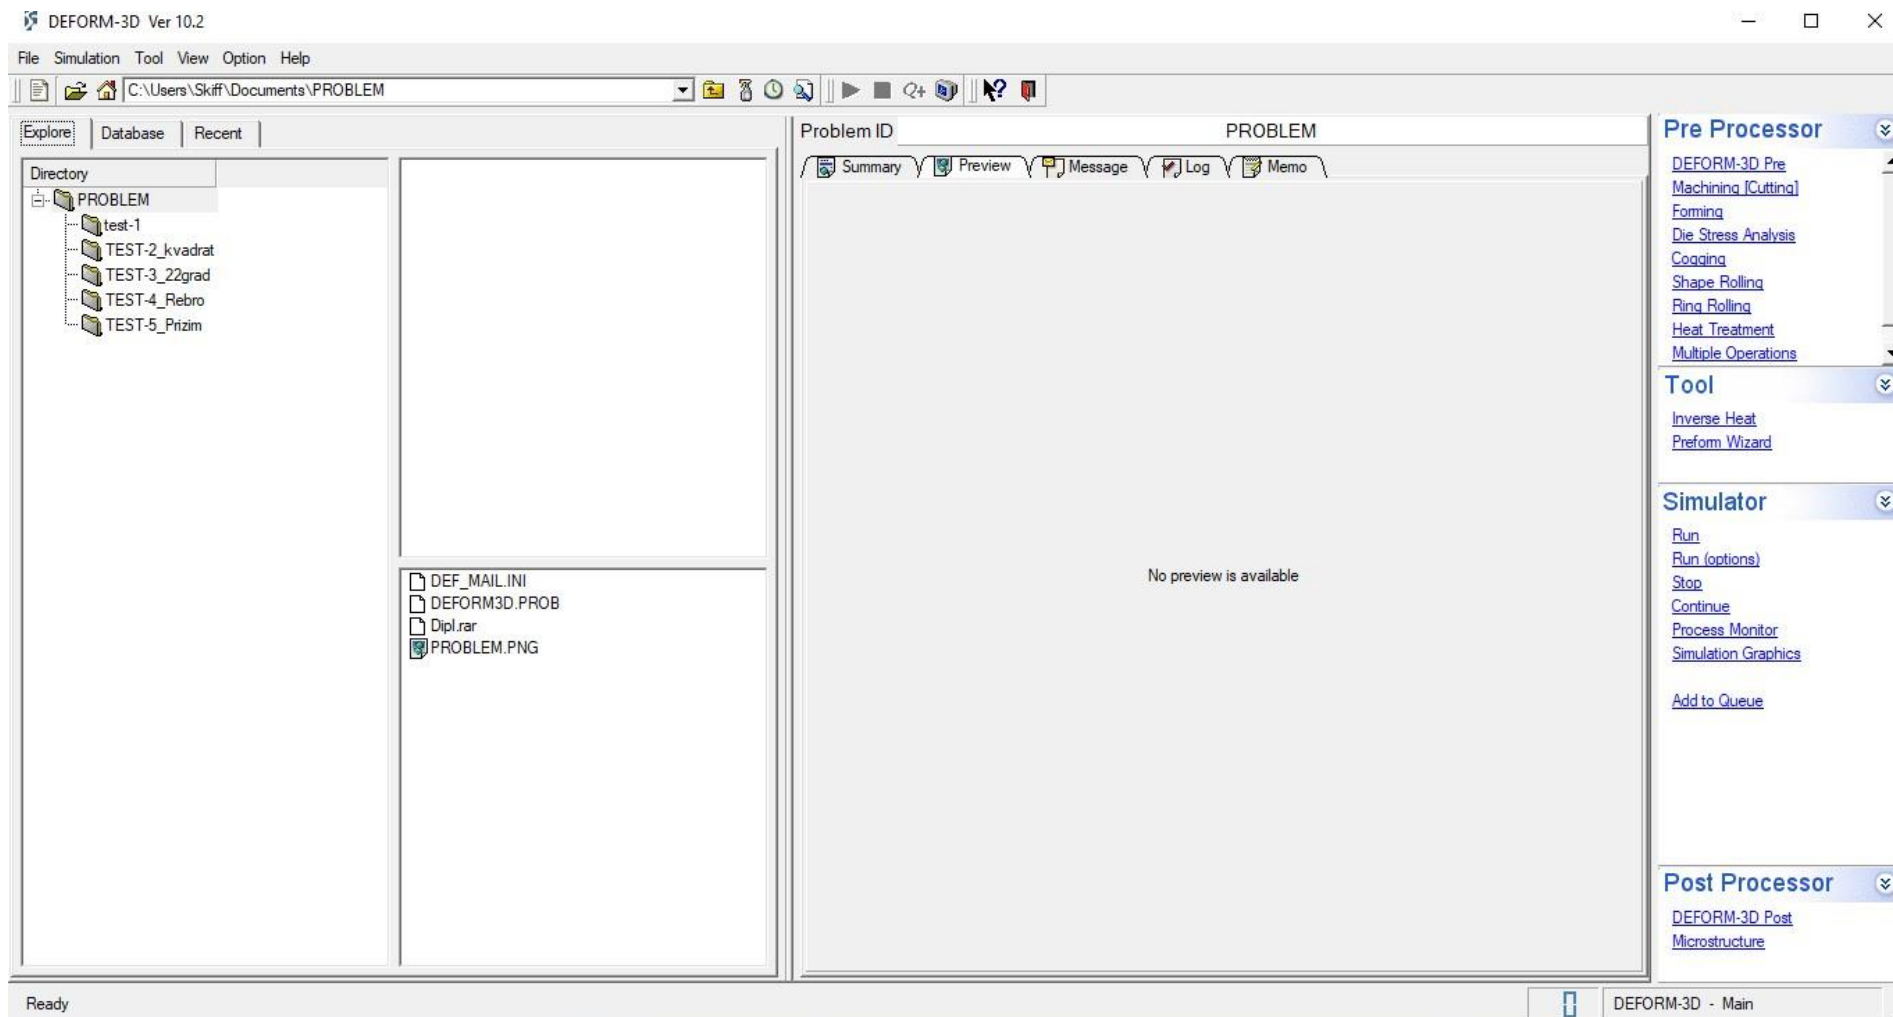 DEFORM-3D Ver 10.2
File Simulation Tool View Option Help
C:\Users\Skiff\Documents\PROBLEM
Explore Database Recent
Directory
PROBLEM
test-1
TEST-2_kvadrat
TEST-3_22grad
TEST-4_Rebro
TEST-5_Prizim
DEF_MAIL.INI
DEFORM3D.PROB
Dipl.rar
PROBLEM.PNG
Problem ID PROBLEM
Summary Preview Message Log Memo
No preview is available
Pre Processor
DEFORM-3D Pre
Machining [Cutting]
Forming
Die Stress Analysis
Cogging
Shape Rolling
Ring Rolling
Heat Treatment
Multiple Operations
Tool
Inverse Heat
Preform Wizard
Simulator
Run
Run (options)
Stop
Continue
Process Monitor
Simulation Graphics
Add to Queue
Post Processor
DEFORM-3D Post
Microstructure
Ready
DEFORM-3D - Main